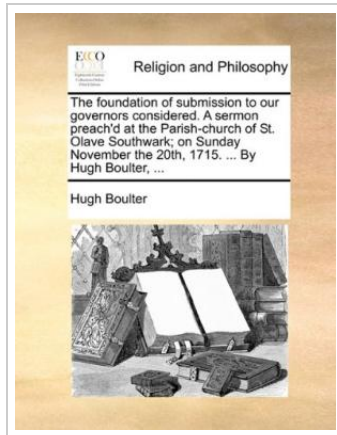 ECCO
Religion and Philosophy
The foundation of submission to our
governors considered. A sermon
preach'd at the Parish-church of St.
Olave Southwark; on Sunday
November the 20th, 1715. ... By
Hugh Boulter, ...
Hugh Boulter